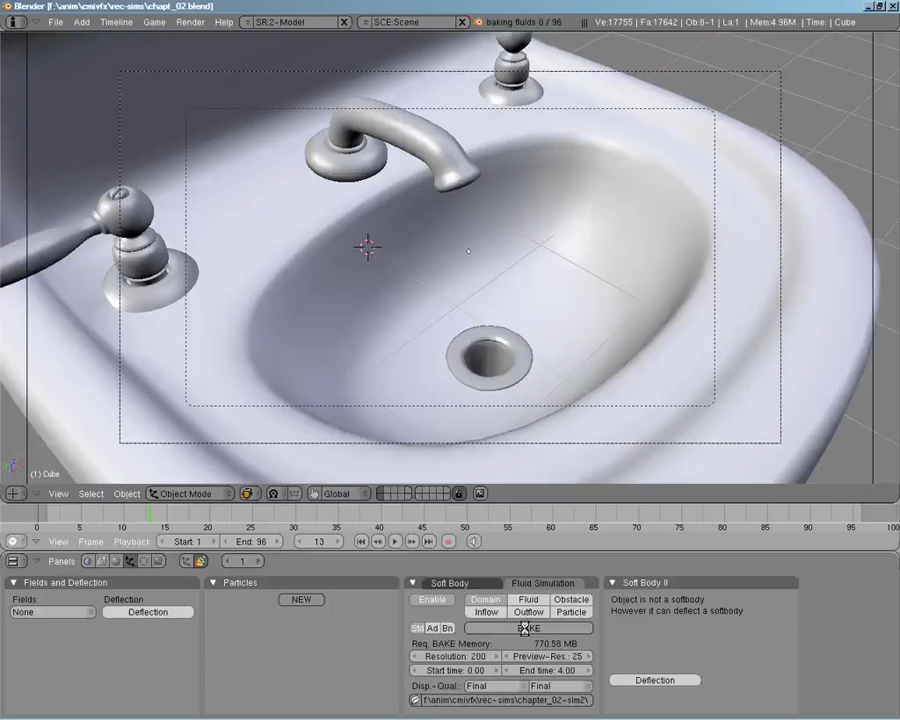 Blender [f:\anim\cmivfx\rec-sims\chapt_02.blend]
File Add Timeline Game Render Help SR:2-Model SCE:Scene baking fluids 0 / 96 Ve:17755 | Fa:17642 | Ob:8-1 | La:1 | Mem:4.96M | Time: | Cube
(1) Cube
View Select Object Object Mode Global
0 5 10 15 20 25 30 35 40 45 50 55 60 65 70 75 80 85 90 95 100
View Frame Playback Start: 1 End: 96 13
Panels 1
Fields and Deflection Particles Soft Body Fluid Simulation Soft Body II
Fields Deflection NEW Enable Domain Fluid Obstacle Object is not a softbody
None Deflection Inflow Outflow Particle However it can deflect a softbody
Std Ad Bn BAKE
Req. BAKE Memory: 770.58 MB
Resolution: 200 Preview-Res.: 25
Start time: 0.00 End time: 4.00
Deflection
Disp.-Qual.: Final Final
f:\anim\cmivfx\rec-sims\chapter_02-sim2\